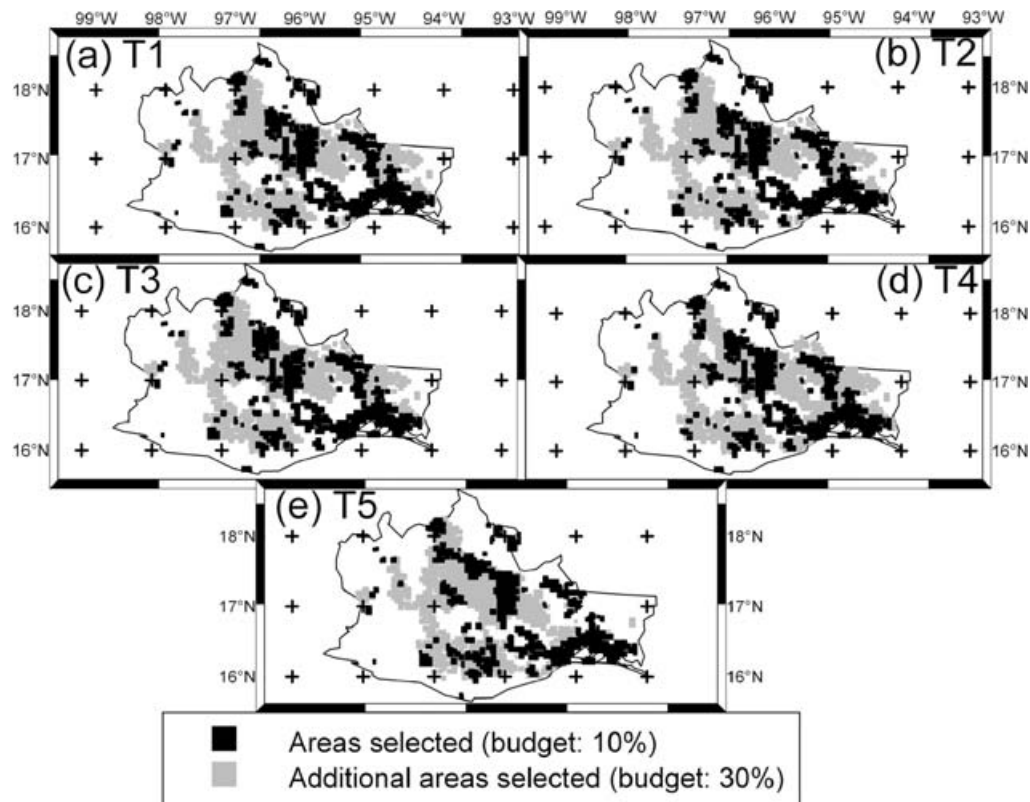 99°W 98°W 97°W 96°W 95°W 94°W 93°W 99°W 98°W 97°W 96°W 95°W 94°W 93°W
(a) T1 (b) T2
18°N 18°N
17°N 17°N
16°N 16°N
(c) T3 (d) T4
18°N 18°N
17°N 17°N
16°N 16°N
(e) T5
18°N 18°N
17°N 17°N
16°N 16°N
Areas selected (budget: 10%)
Additional areas selected (budget: 30%)